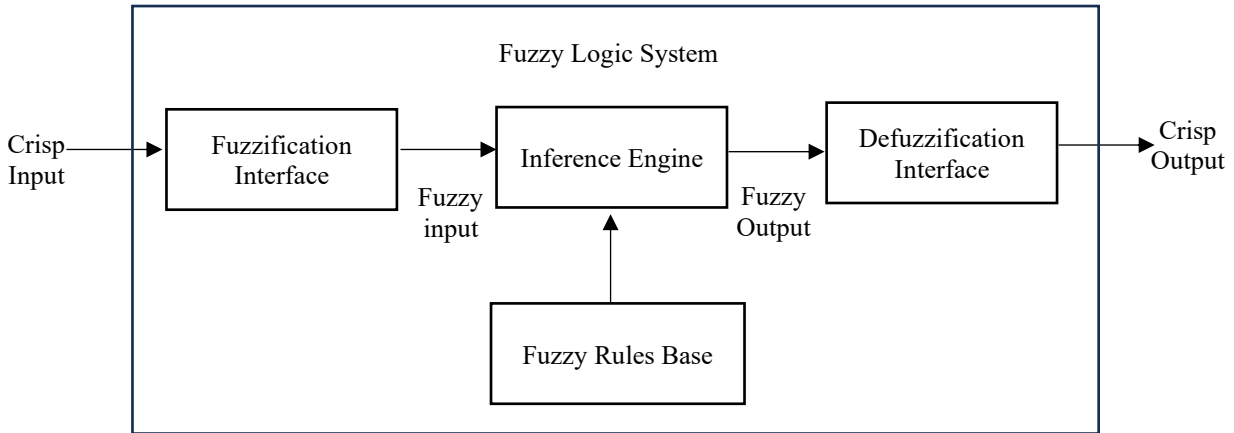 Fuzzy Logic System
Crisp
Input
Fuzzification
Interface
Fuzzy
input
Inference Engine
Fuzzy
Output
Defuzzification
Interface
Crisp
Output
Fuzzy Rules Base